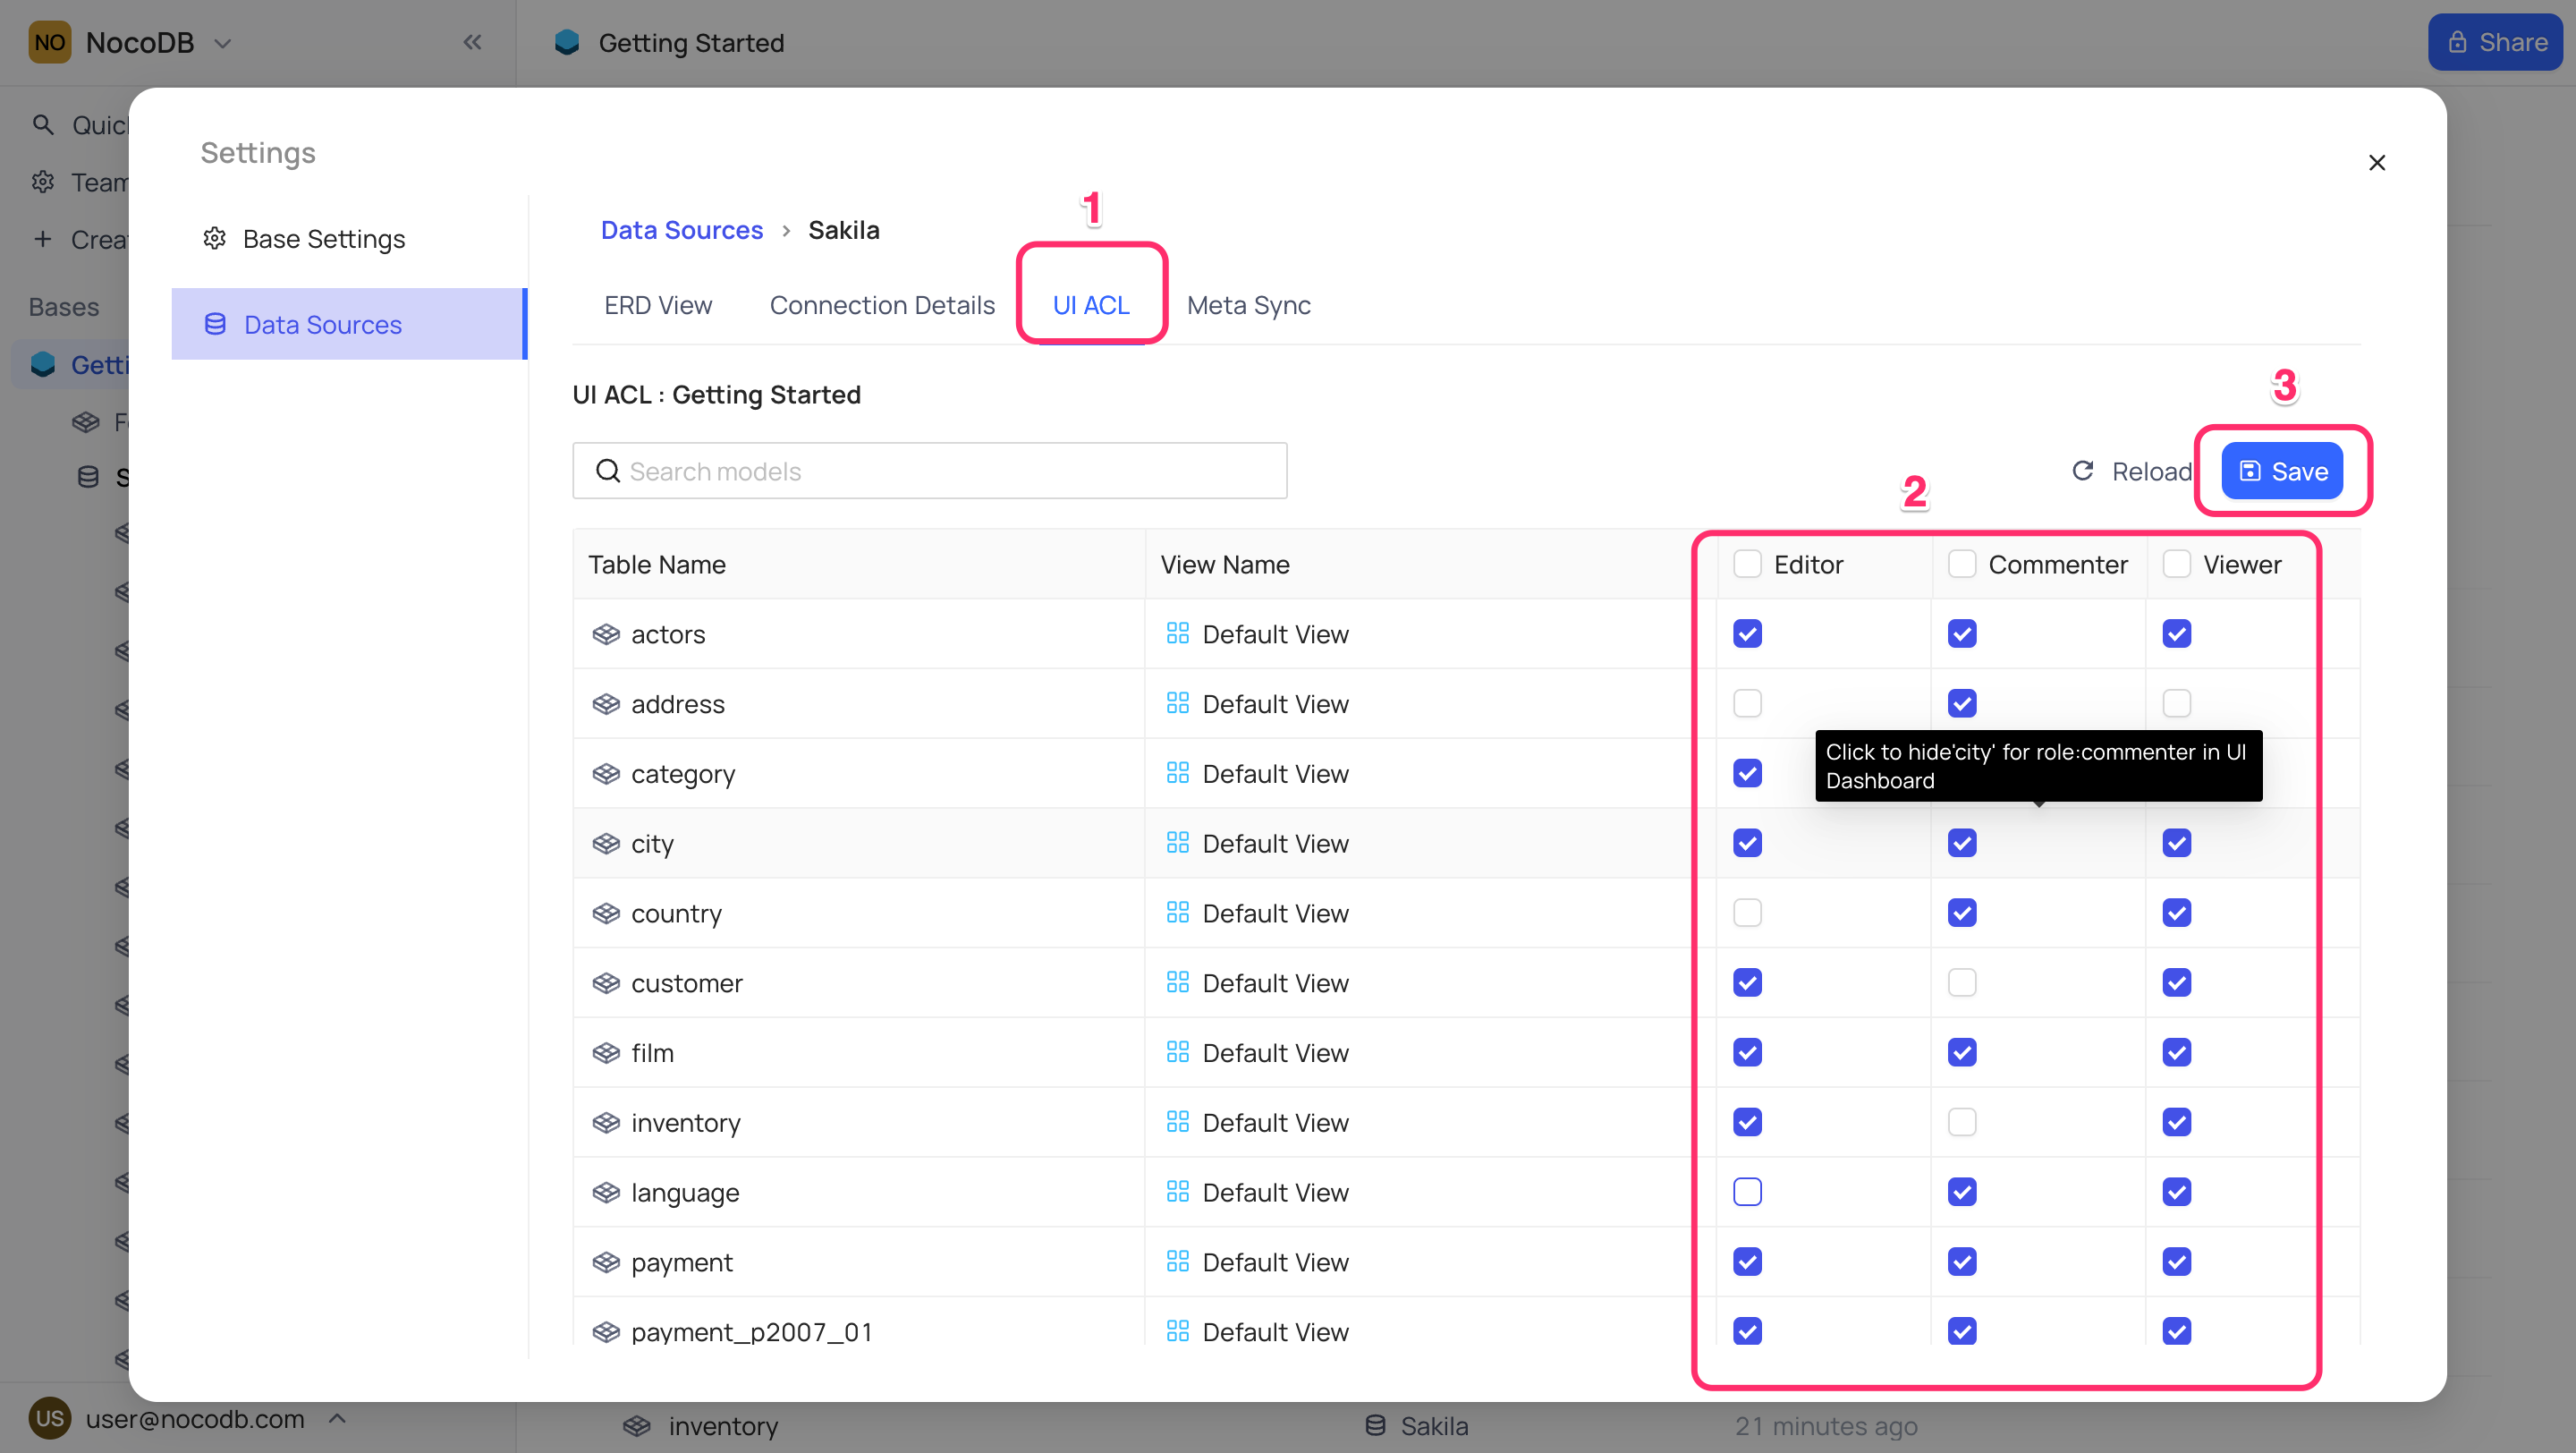 NO NocoDB
Getting Started
Share
Quic
Team
Crea
Bases
Getti
Settings
Base Settings
Data Sources
1
Data Sources > Sakila
ERD View Connection Details UI ACL Meta Sync
UI ACL : Getting Started
3
Search models
Reload
Save
2
Table Name View Name Editor Commenter Viewer
actors Default View
address Default View
Click to hide'city' for role:commenter in UI
Dashboard
category Default View
city Default View
country Default View
customer Default View
film Default View
inventory Default View
language Default View
payment Default View
payment_p2007_01 Default View
US user@nocodb.com
inventory Sakila 21 minutes ago